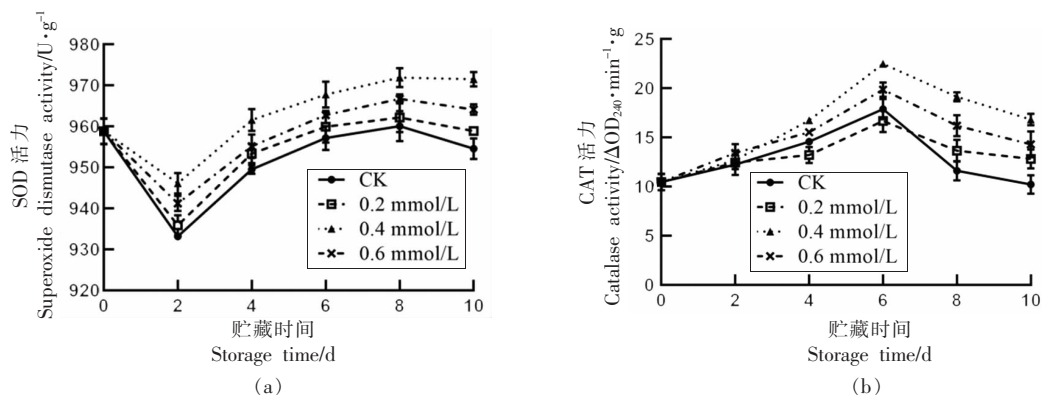 SOD 活力
Superoxide dismutase activity/U·g⁻¹
980
970
960
950
940
930
920
CK
0.2 mmol/L
0.4 mmol/L
0.6 mmol/L
0 2 4 6 8 10
贮藏时间
Storage time/d
(a)
CAT 活力
Catalase activity/ΔOD₂₄₀·min⁻¹·g
25
20
15
10
5
0
CK
0.2 mmol/L
0.4 mmol/L
0.6 mmol/L
0 2 4 6 8 10
贮藏时间
Storage time/d
(b)